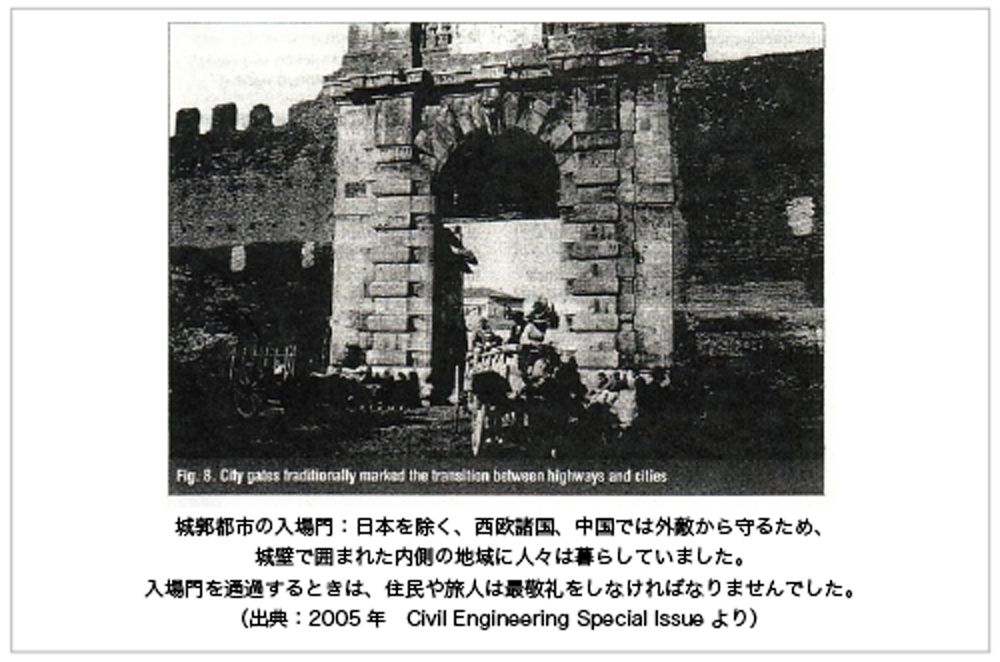 Fig. 8. City gates traditionally marked the transition between highways and cities
城郭都市の入場門：日本を除く、西欧諸国、中国では外敵から守るため、
城壁で囲まれた内側の地域に人々は暮らしていました。
入場門を通過するときは、住民や旅人は最敬礼をしなければなりませんでした。
（出典：2005 年　Civil Engineering Special Issue より）